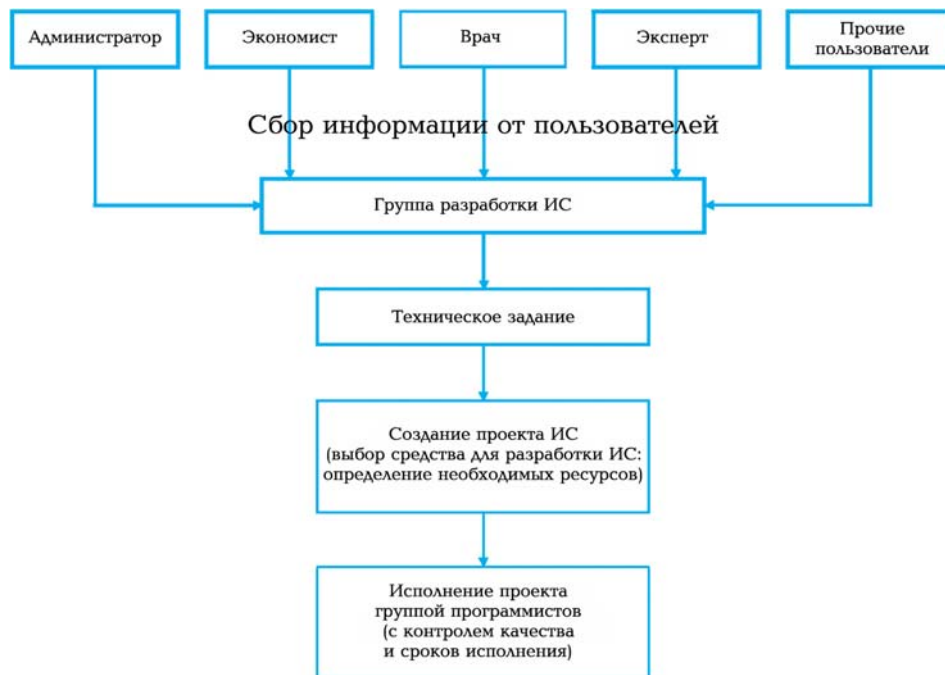 Администратор
Экономист
Врач
Эксперт
Прочие
пользователи
Сбор информации от пользователей
Группа разработки ИС
Техническое задание
Создание проекта ИС
(выбор средства для разработки ИС:
определение необходимых ресурсов)
Исполнение проекта
группой программистов
(с контролем качества
и сроков исполнения)